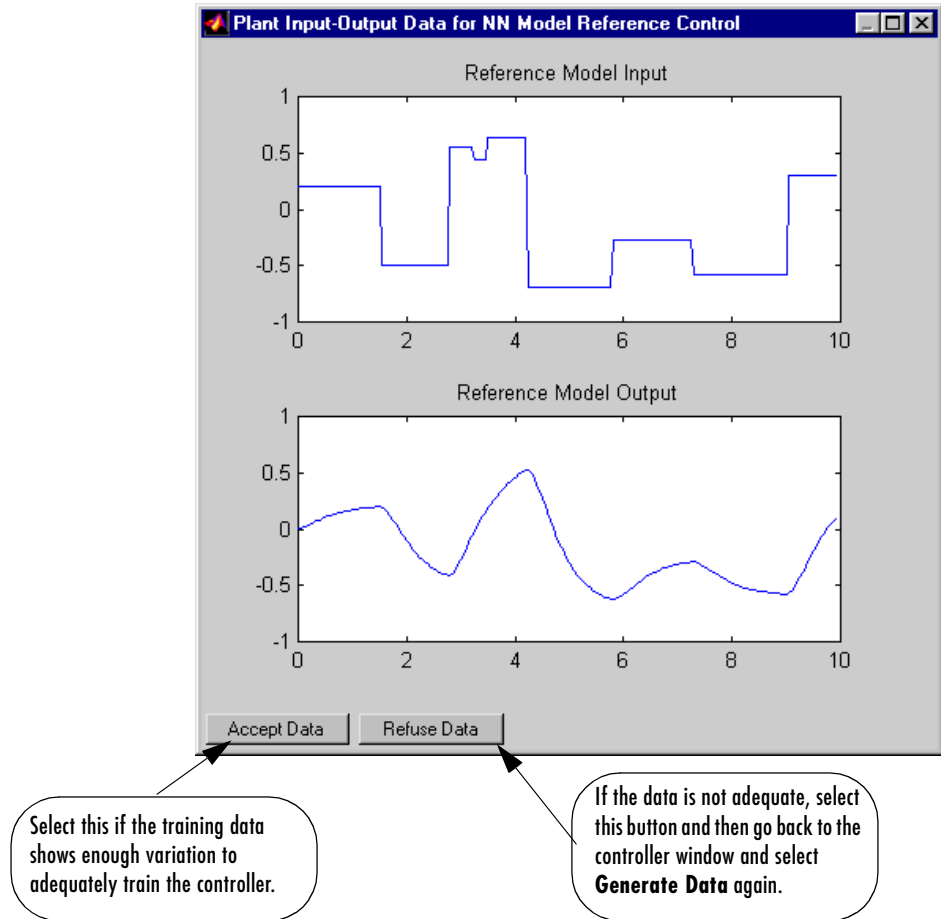 Plant Input-Output Data for NN Model Reference Control
Reference Model Input
1
0.5
0
-0.5
-1
0 2 4 6 8 10
Reference Model Output
1
0.5
0
-0.5
-1
0 2 4 6 8 10
Accept Data Refuse Data
Select this if the training data
shows enough variation to
adequately train the controller.
If the data is not adequate, select
this button and then go back to the
controller window and select
Generate Data again.